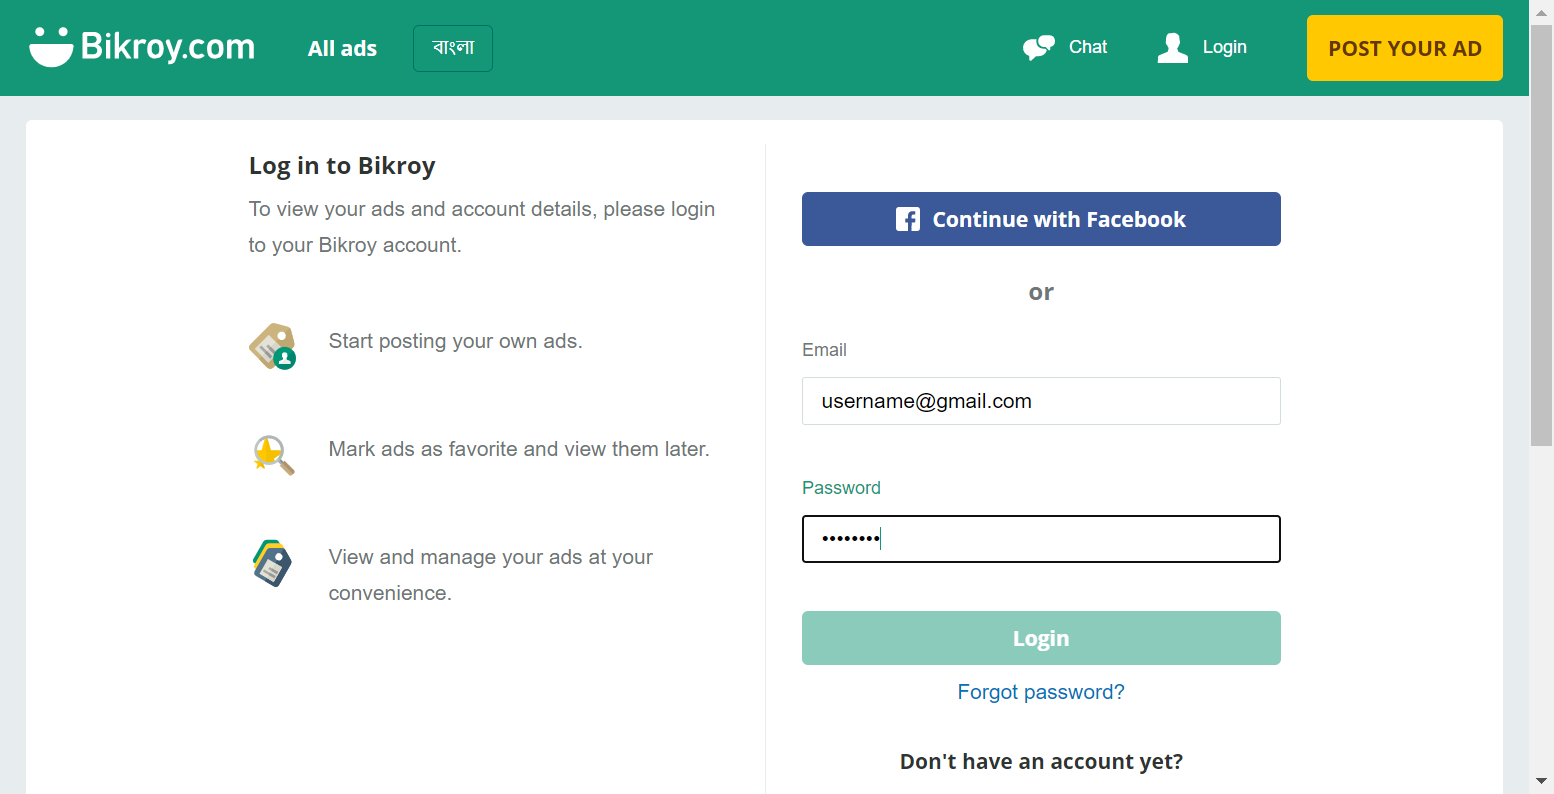 Bikroy.com
All ads
বাংলা
Chat
Login
POST YOUR AD
Log in to Bikroy
To view your ads and account details, please login
to your Bikroy account.
Start posting your own ads.
Mark ads as favorite and view them later.
View and manage your ads at your
convenience.
Continue with Facebook
or
Email
username@gmail.com
Password
••••••••
Login
Forgot password?
Don't have an account yet?